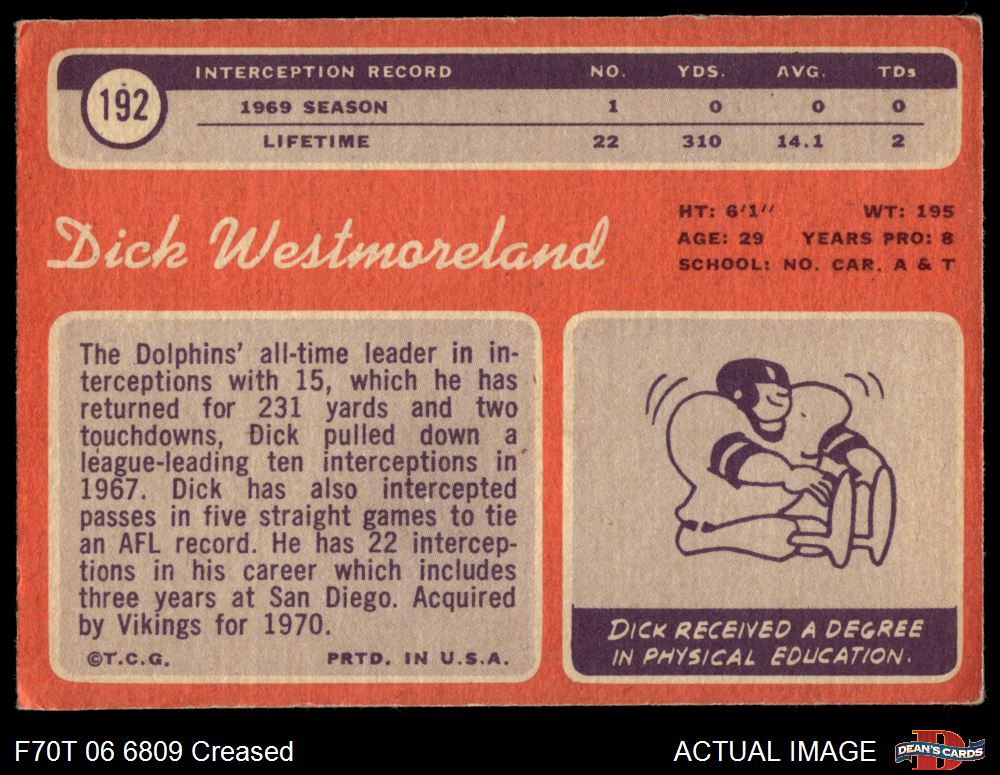 192
INTERCEPTION RECORD NO. YDS. AVG. TDs
1969 SEASON 1 0 0 0
LIFETIME 22 310 14.1 2
Dick Westmoreland
HT: 6'1" WT: 195
AGE: 29 YEARS PRO: 8
SCHOOL: NO. CAR. A & T
The Dolphins' all-time leader in in-
terceptions with 15, which he has
returned for 231 yards and two
touchdowns, Dick pulled down a
league-leading ten interceptions in
1967. Dick has also intercepted
passes in five straight games to tie
an AFL record. He has 22 intercep-
tions in his career which includes
three years at San Diego. Acquired
by Vikings for 1970.
©T.C.G. PRTD. IN U.S.A.
DICK RECEIVED A DEGREE
IN PHYSICAL EDUCATION.
F70T 06 6809 Creased
ACTUAL IMAGE
D
DEAN'S CARDS